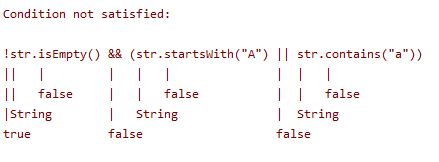 Condition not satisfied:
!str.isEmpty() && (str.startsWith("A") || str.contains("a"))
||   |         |  |   |               |  |   |
||   false     |  |   false           |  |   false
|String        |   String             |  String
true           false                  false